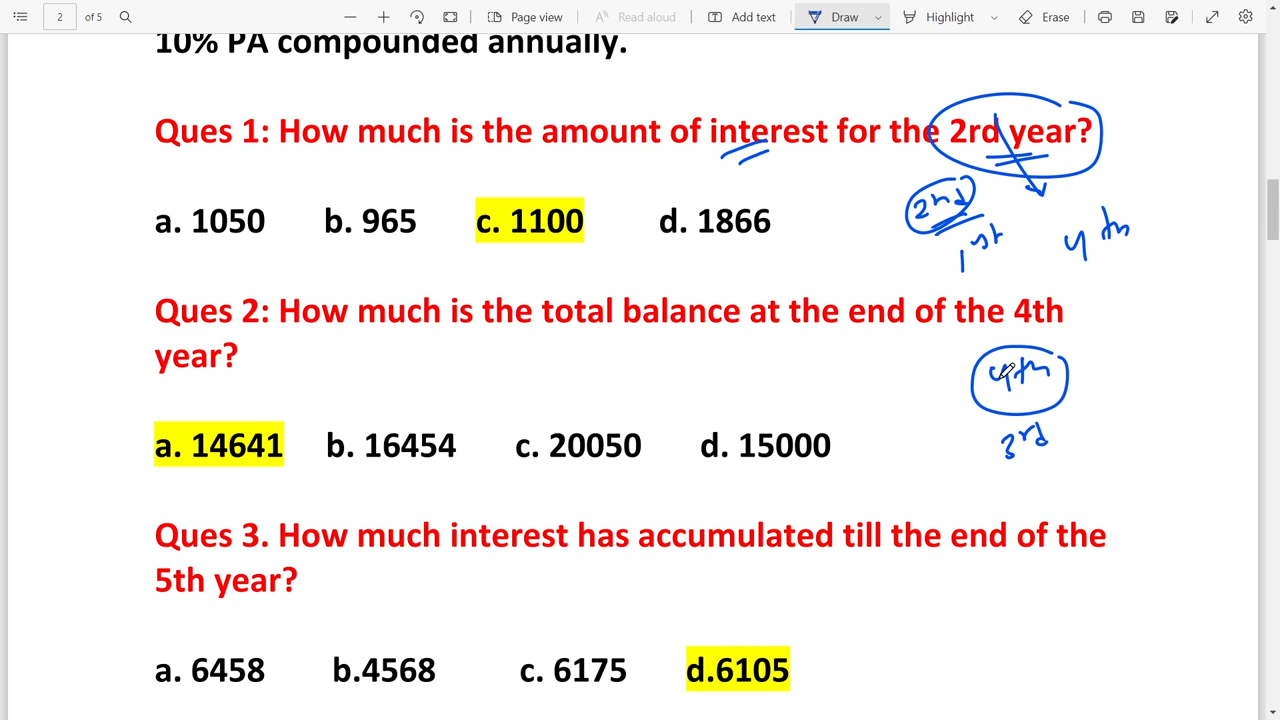 2 of 5 Page view Read aloud Add text Draw Highlight Erase
10% PA compounded annually.
Ques 1: How much is the amount of interest for the 2rd year?
a. 1050 b. 965 c. 1100 d. 1866
2nd
1st 4th
Ques 2: How much is the total balance at the end of the 4th
year?
4th
3rd
a. 14641 b. 16454 c. 20050 d. 15000
Ques 3. How much interest has accumulated till the end of the
5th year?
a. 6458 b.4568 c. 6175 d.6105